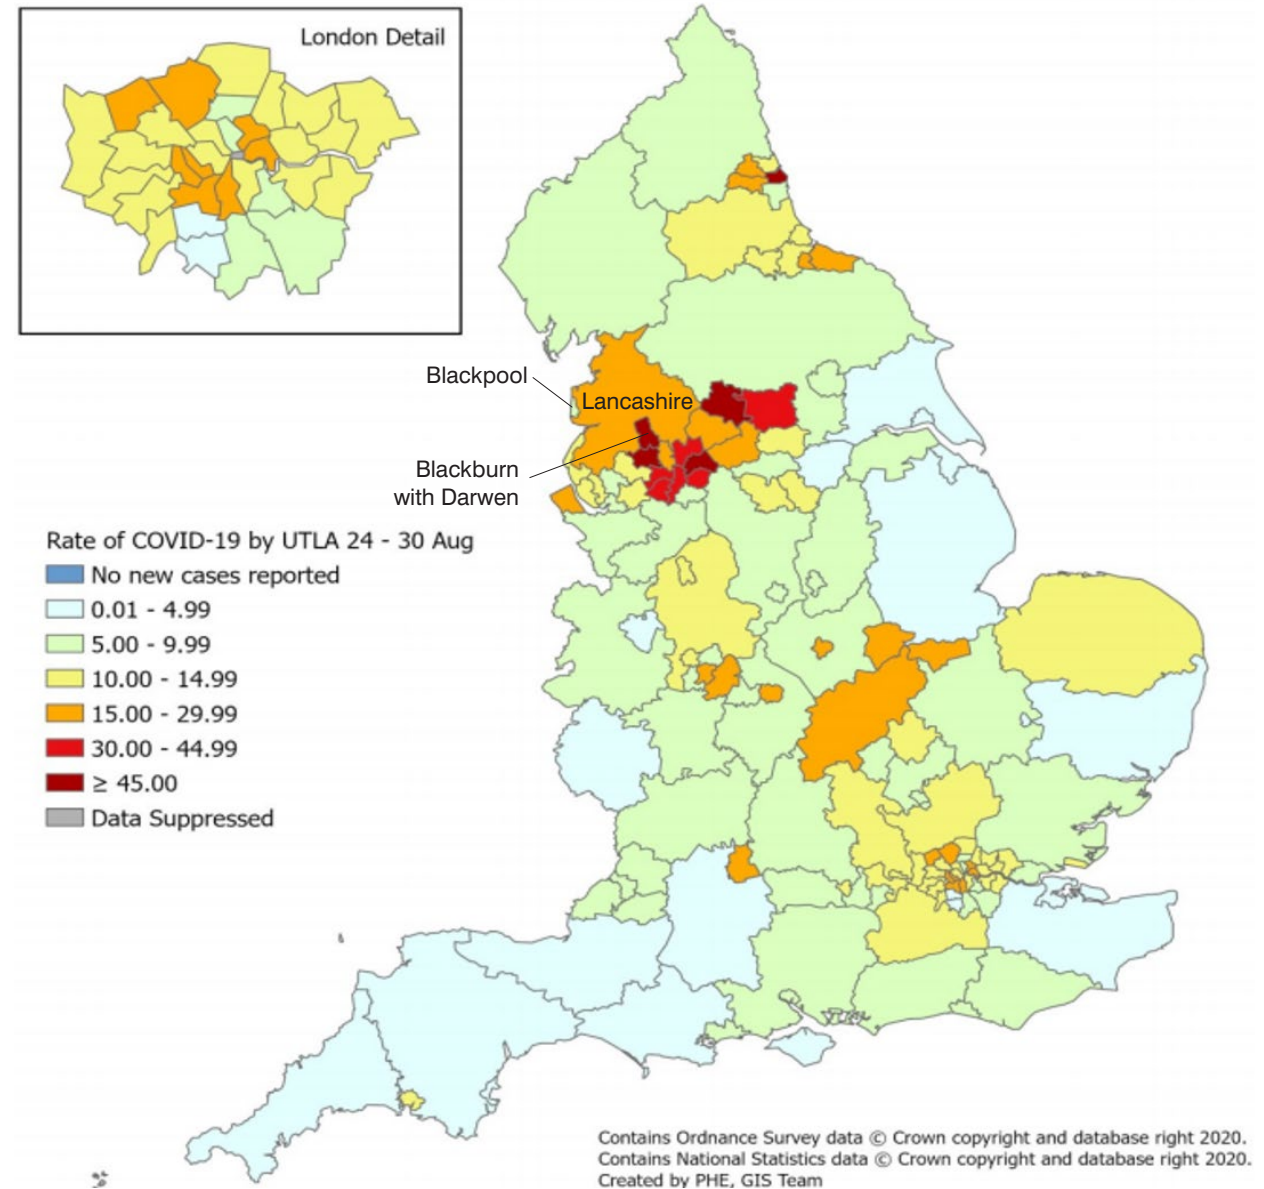 London Detail
Blackpool
Lancashire
Blackburn
with Darwen
Rate of COVID-19 by UTLA 24 - 30 Aug
No new cases reported
0.01 - 4.99
5.00 - 9.99
10.00 - 14.99
15.00 - 29.99
30.00 - 44.99
≥ 45.00
Data Suppressed
Contains Ordnance Survey data © Crown copyright and database right 2020.
Contains National Statistics data © Crown copyright and database right 2020.
Created by PHE, GIS Team